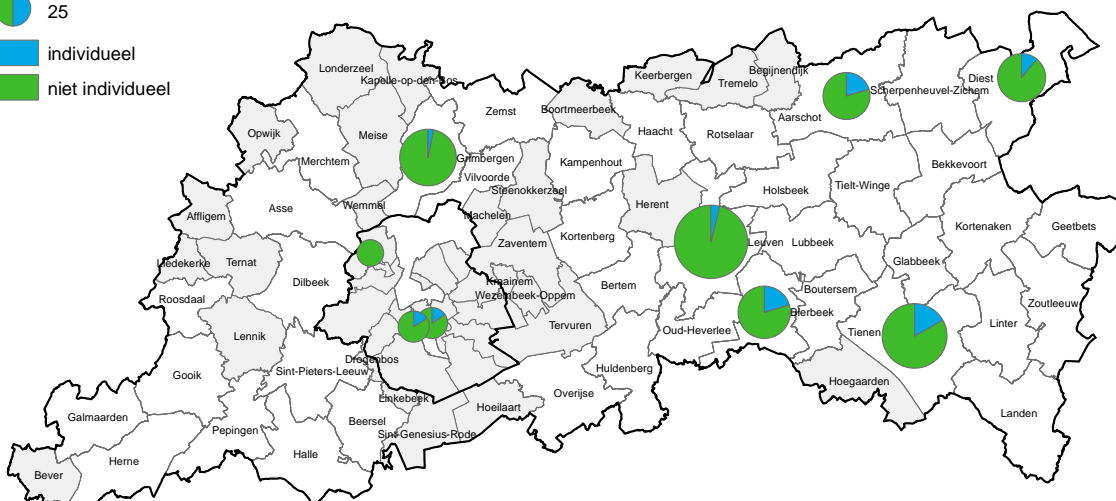 25
individueel
niet individueel
Londerzeel
Kapelle-op-den-Bos
Keerbergen
Tremelo
Begijnendijk
Diest
Scherpenheuvel-Zichem
Zemst
Boortmeerbeek
Aarschot
Opwijk
Meise
Haacht
Rotselaar
Merchtem
Grimbergen
Kampenhout
Bekkevoort
Vilvoorde
Steenokkerzeel
Holsbeek
Tielt-Winge
Asse
Wemmel
Herent
Affligem
Machelen
Kortenberg
Zaventem
Leuven
Lubbeek
Kortenaken
Geetbets
Liedekerke
Ternat
Glabbeek
Dilbeek
Kraainem
Bertem
Boutersem
Wezembeek-Oppem
Roosdaal
Bierbeek
Zoutleeuw
Tervuren
Oud-Heverlee
Tienen
Linter
Lennik
Drogenbos
Sint-Pieters-Leeuw
Huldenberg
Gooik
Hoegaarden
Linkebeek
Hoeilaart
Overijse
Galmaarden
Beersel
Landen
Pepingen
Sint-Genesius-Rode
Halle
Herne
Bever